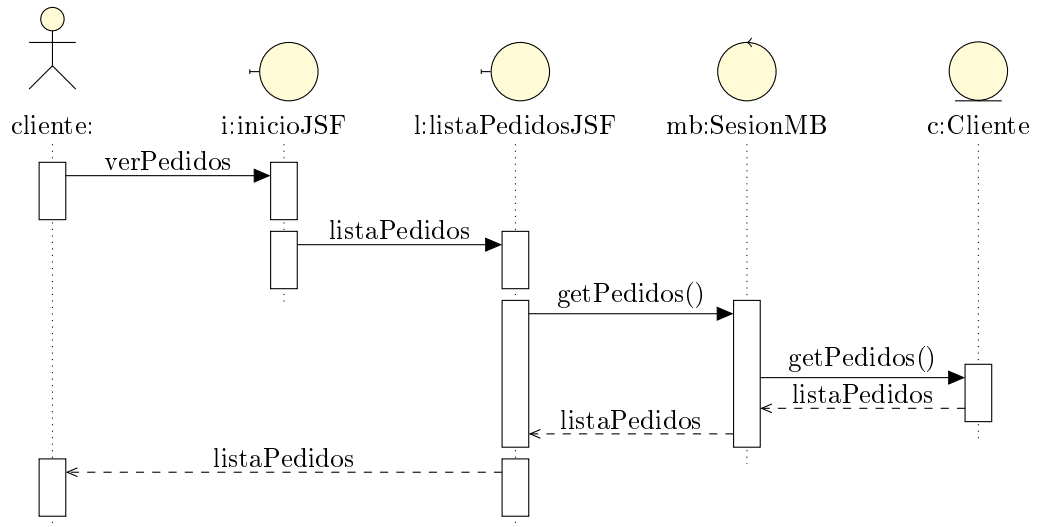 cliente:
i:inicioJSF
l:listaPedidosJSF
mb:SesionMB
c:Cliente
verPedidos
listaPedidos
getPedidos()
getPedidos()
listaPedidos
listaPedidos
listaPedidos